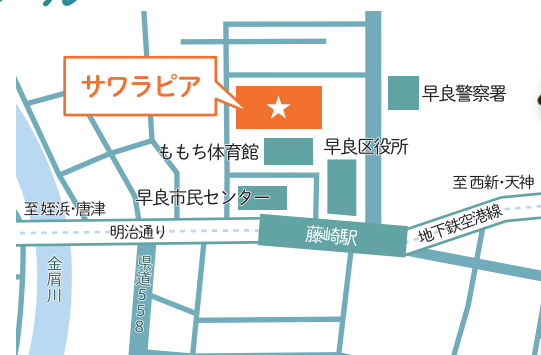 サワラピア
早良警察署
ももち体育館
早良区役所
至西新・天神
早良市民センター
至姪浜・唐津
明治通り
藤崎駅
地下鉄空港線
金屑川
県道558